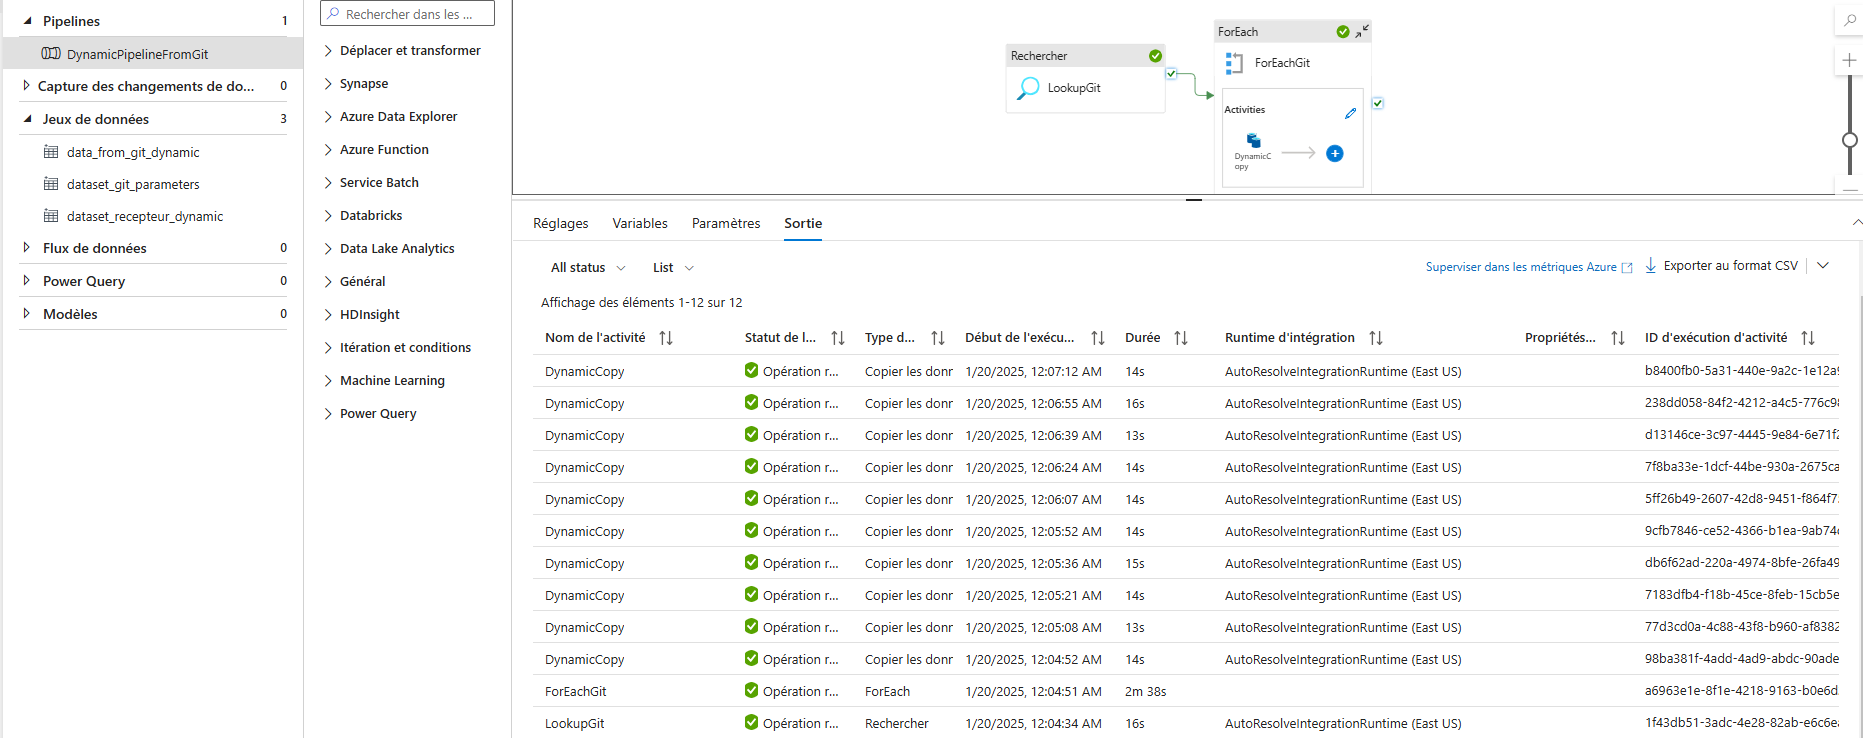 Pipelines 1
DynamicPipelineFromGit
Capture des changements de do... 0
Jeux de données 3
data_from_git_dynamic
dataset_git_parameters
dataset_recepteur_dynamic
Flux de données 0
Power Query 0
Modèles 0
Rechercher dans les ...
Déplacer et transformer
Synapse
Azure Data Explorer
Azure Function
Service Batch
Databricks
Data Lake Analytics
Général
HDInsight
Itération et conditions
Machine Learning
Power Query
Rechercher
LookupGit
ForEach
ForEachGit
Activities
DynamicC
opy
Réglages Variables Paramètres Sortie
All status List Superviser dans les métriques Azure Exporter au format CSV
Affichage des éléments 1-12 sur 12
Nom de l'activité Statut de l... Type d... Début de l'exécu... Durée Runtime d'intégration Propriétés... ID d'exécution d'activité
DynamicCopy Opération r... Copier les donr 1/20/2025, 12:07:12 AM 14s AutoResolveIntegrationRuntime (East US) b8400fb0-5a31-440e-9a2c-1e12a9
DynamicCopy Opération r... Copier les donr 1/20/2025, 12:06:55 AM 16s AutoResolveIntegrationRuntime (East US) 238dd058-84f2-4212-a4c5-776c98
DynamicCopy Opération r... Copier les donr 1/20/2025, 12:06:39 AM 13s AutoResolveIntegrationRuntime (East US) d13146ce-3c97-4445-9e84-6e71f2
DynamicCopy Opération r... Copier les donr 1/20/2025, 12:06:24 AM 14s AutoResolveIntegrationRuntime (East US) 7f8ba33e-1dcf-44be-930a-2675ca
DynamicCopy Opération r... Copier les donr 1/20/2025, 12:06:07 AM 14s AutoResolveIntegrationRuntime (East US) 5ff26b49-2607-42d8-9451-f864f7
DynamicCopy Opération r... Copier les donr 1/20/2025, 12:05:52 AM 14s AutoResolveIntegrationRuntime (East US) 9cfb7846-ce52-4366-b1ea-9ab74
DynamicCopy Opération r... Copier les donr 1/20/2025, 12:05:36 AM 15s AutoResolveIntegrationRuntime (East US) db6f62ad-220a-4974-8bfe-26fa49
DynamicCopy Opération r... Copier les donr 1/20/2025, 12:05:21 AM 14s AutoResolveIntegrationRuntime (East US) 7183dfb4-f18b-45ce-8feb-15cb5e
DynamicCopy Opération r... Copier les donr 1/20/2025, 12:05:08 AM 13s AutoResolveIntegrationRuntime (East US) 77d3cd0a-4c88-43f8-b960-af8382
DynamicCopy Opération r... Copier les donr 1/20/2025, 12:04:52 AM 14s AutoResolveIntegrationRuntime (East US) 98ba381f-4add-4ad9-abdc-90ade
ForEachGit Opération r... ForEach 1/20/2025, 12:04:51 AM 2m 38s a6963e1e-8f1e-4218-9163-b0e6d
LookupGit Opération r... Rechercher 1/20/2025, 12:04:34 AM 16s AutoResolveIntegrationRuntime (East US) 1f43db51-3adc-4e28-82ab-e6c6e